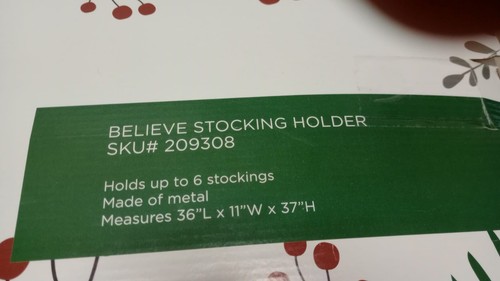 BELIEVE STOCKING HOLDER
SKU# 209308
Holds up to 6 stockings
Made of metal
Measures 36"L x 11"W x 37"H